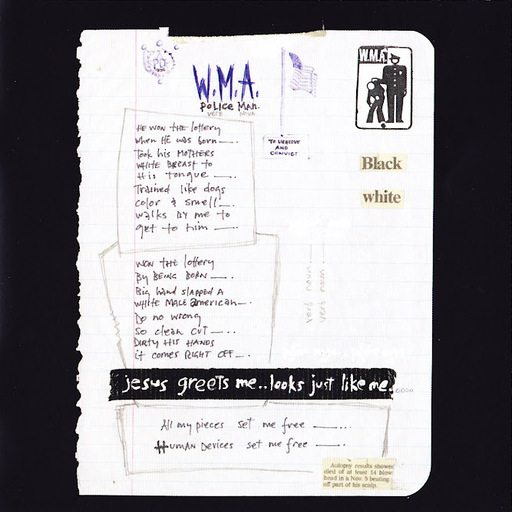 W.M.A.
POLICE MAN.
W.M.A.
TO OBSERVE
AND
CONVICT
Black
white
HE WON THE lottery
when HE was born
Took his MOTHERS
WHITE BREAST to
His tongue
Trained like dogs
color & smell
walks BY me to
get to him
WON THE lottery
By BEING BORN
Big hand slapped A
WHITE MALE american
Do no wrong
So clean cut
DIRTY HIS HANDS
it comes RIGHT OFF
verb noun
verb noun
jesus greets me..looks just like me.
All my pieces set me free
Human Devices set me free
Autopsy results showed
died of at least 14 blows
head in a Nov. 5 beating
off part of his scalp.